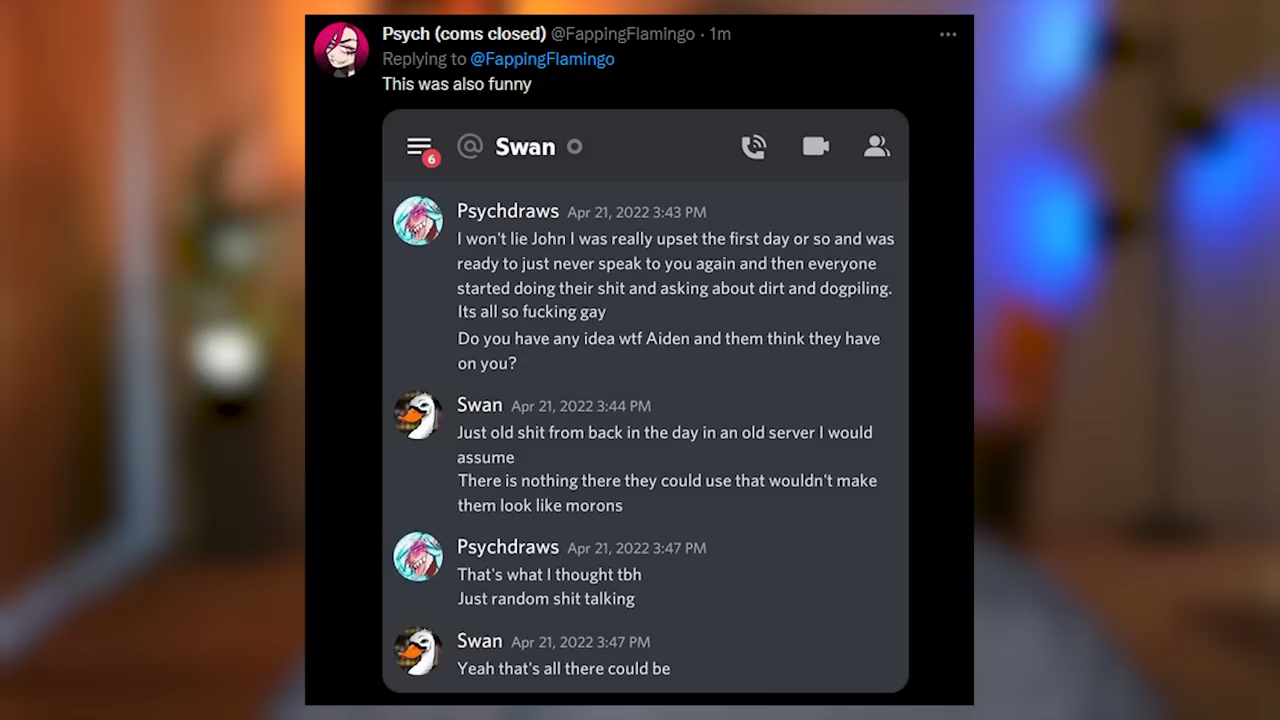 Psych (coms closed) @FappingFlamingo · 1m
Replying to @FappingFlamingo
This was also funny
6 @ Swan
Psychdraws Apr 21, 2022 3:43 PM
I won't lie John I was really upset the first day or so and was
ready to just never speak to you again and then everyone
started doing their shit and asking about dirt and dogpiling.
Its all so fucking gay
Do you have any idea wtf Aiden and them think they have
on you?
Swan Apr 21, 2022 3:44 PM
Just old shit from back in the day in an old server I would
assume
There is nothing there they could use that wouldn't make
them look like morons
Psychdraws Apr 21, 2022 3:47 PM
That's what I thought tbh
Just random shit talking
Swan Apr 21, 2022 3:47 PM
Yeah that's all there could be